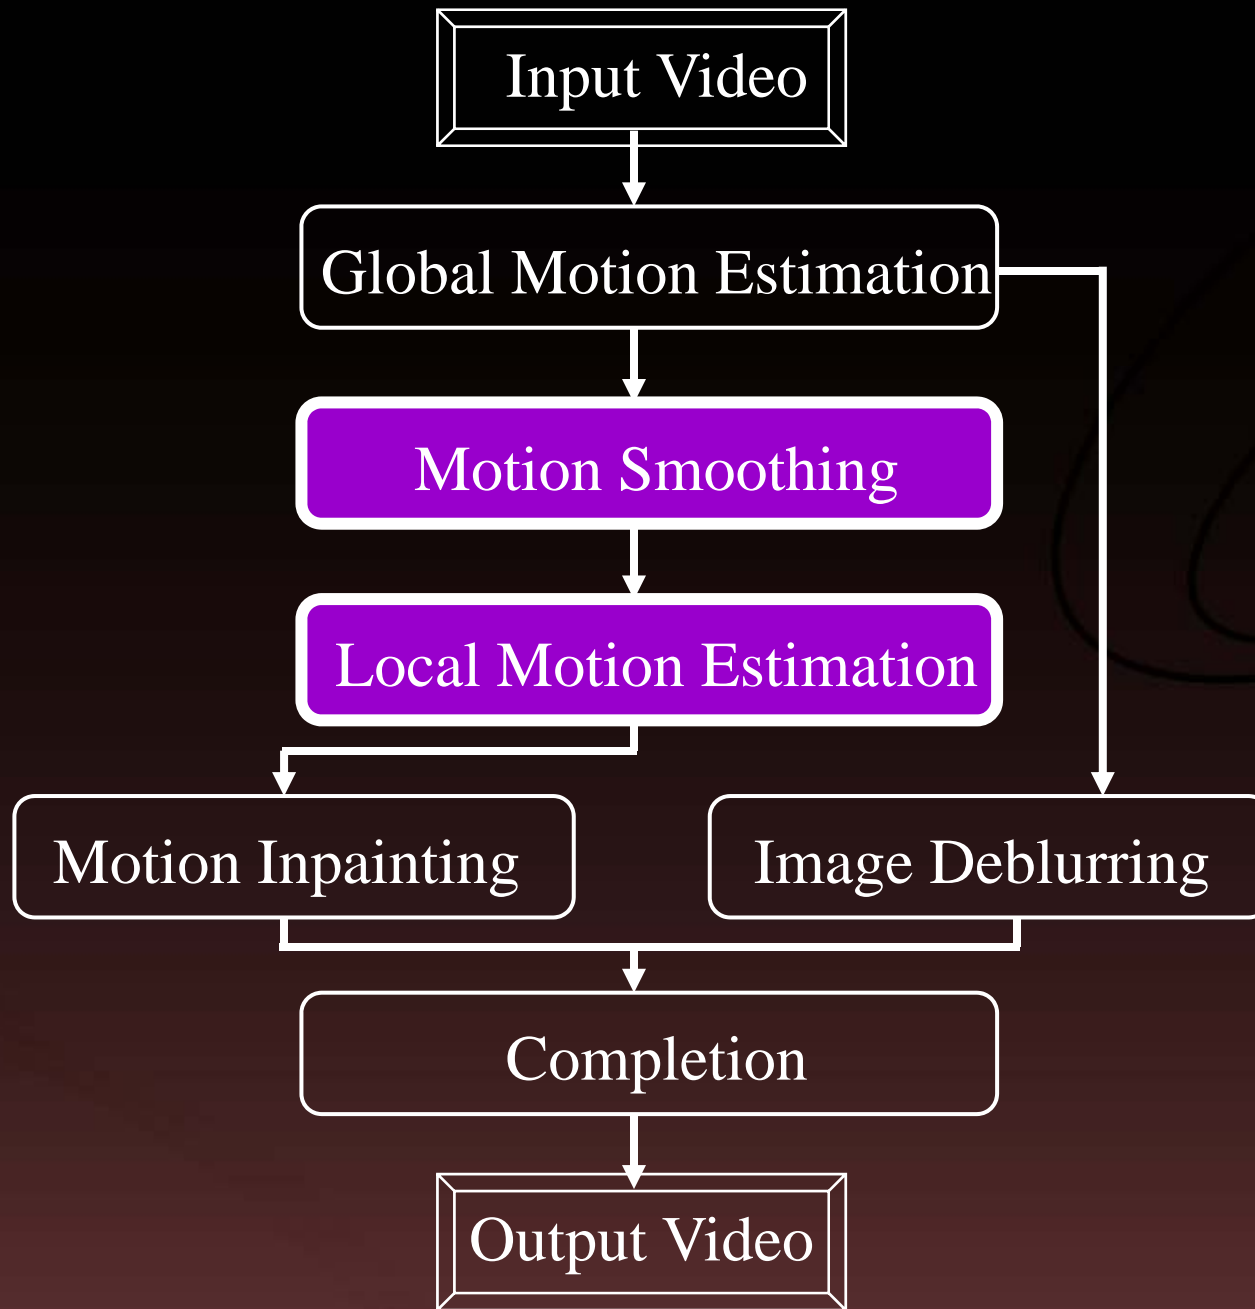 Input Video
Global Motion Estimation
Motion Smoothing
Local Motion Estimation
Motion Inpainting
Image Deblurring
Completion
Output Video